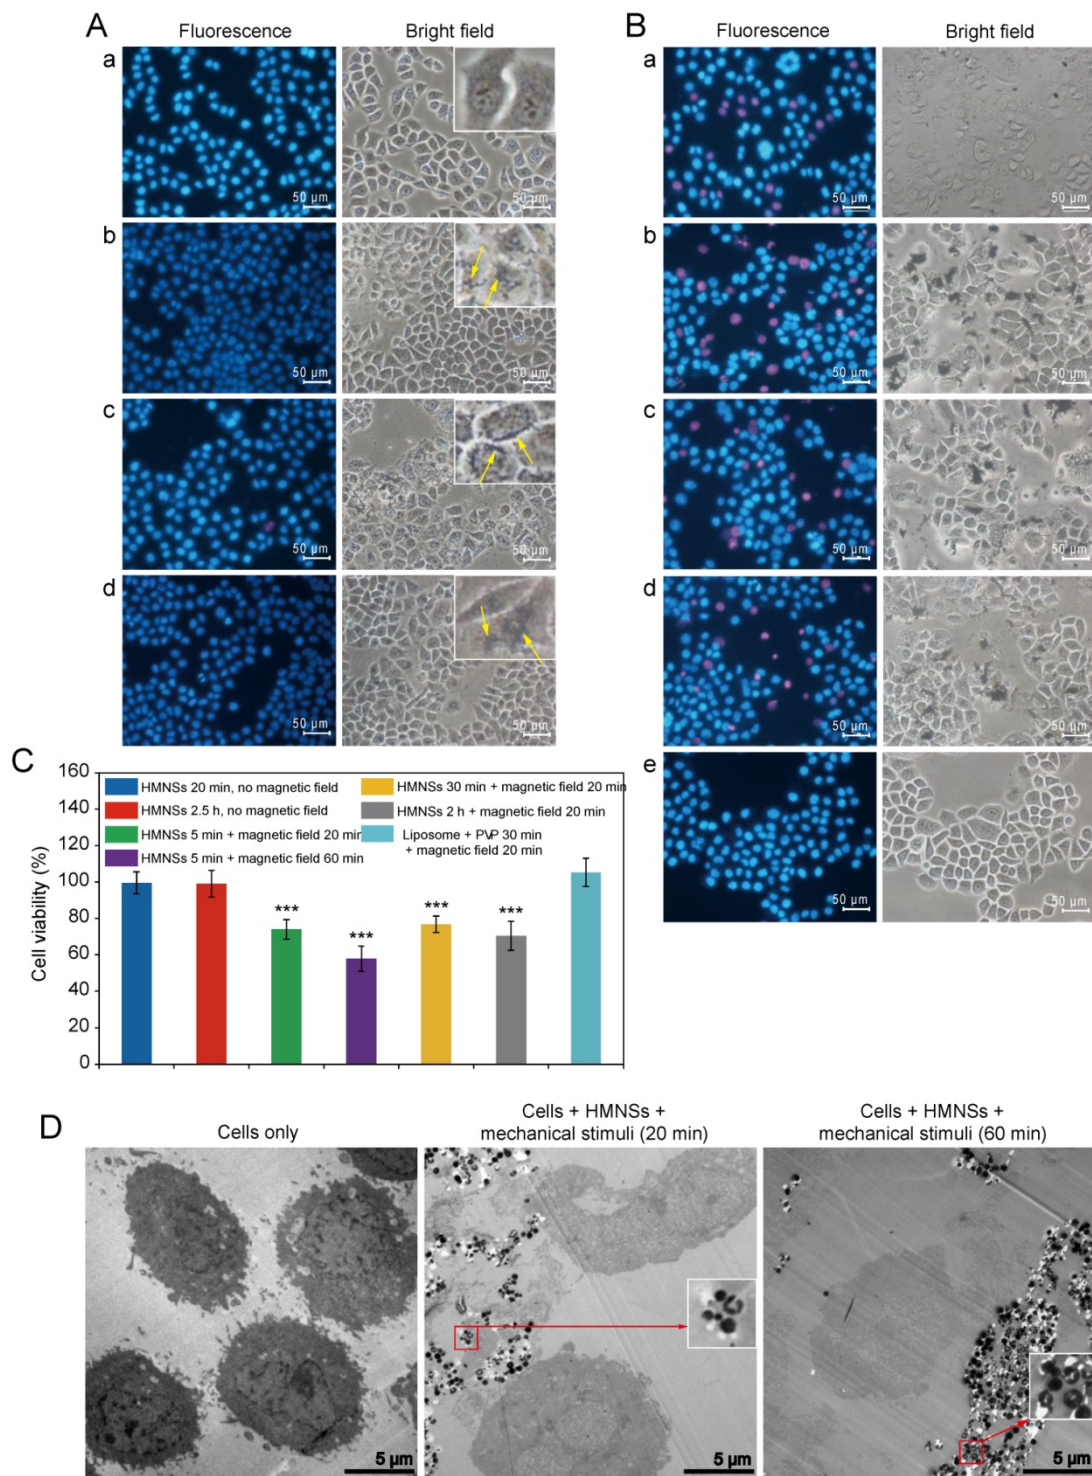 A
Fluorescence
Bright field
a
50 µm
50 µm
b
50 µm
50 µm
c
50 µm
50 µm
d
50 µm
50 µm
B
Fluorescence
Bright field
a
50 µm
50 µm
b
50 µm
50 µm
c
50 µm
50 µm
d
50 µm
50 µm
e
50 µm
50 µm
C
Cell viability (%)
160
140
120
100
80
60
40
20
0
HMNSs 20 min, no magnetic field
HMNSs 2.5 h, no magnetic field
HMNSs 5 min + magnetic field 20 min
HMNSs 5 min + magnetic field 60 min
HMNSs 30 min + magnetic field 20 min
HMNSs 2 h + magnetic field 20 min
Liposome + PVP 30 min
+ magnetic field 20 min
***
***
***
***
D
Cells only
5 µm
Cells + HMNSs +
mechanical stimuli (20 min)
5 µm
Cells + HMNSs +
mechanical stimuli (60 min)
5 µm